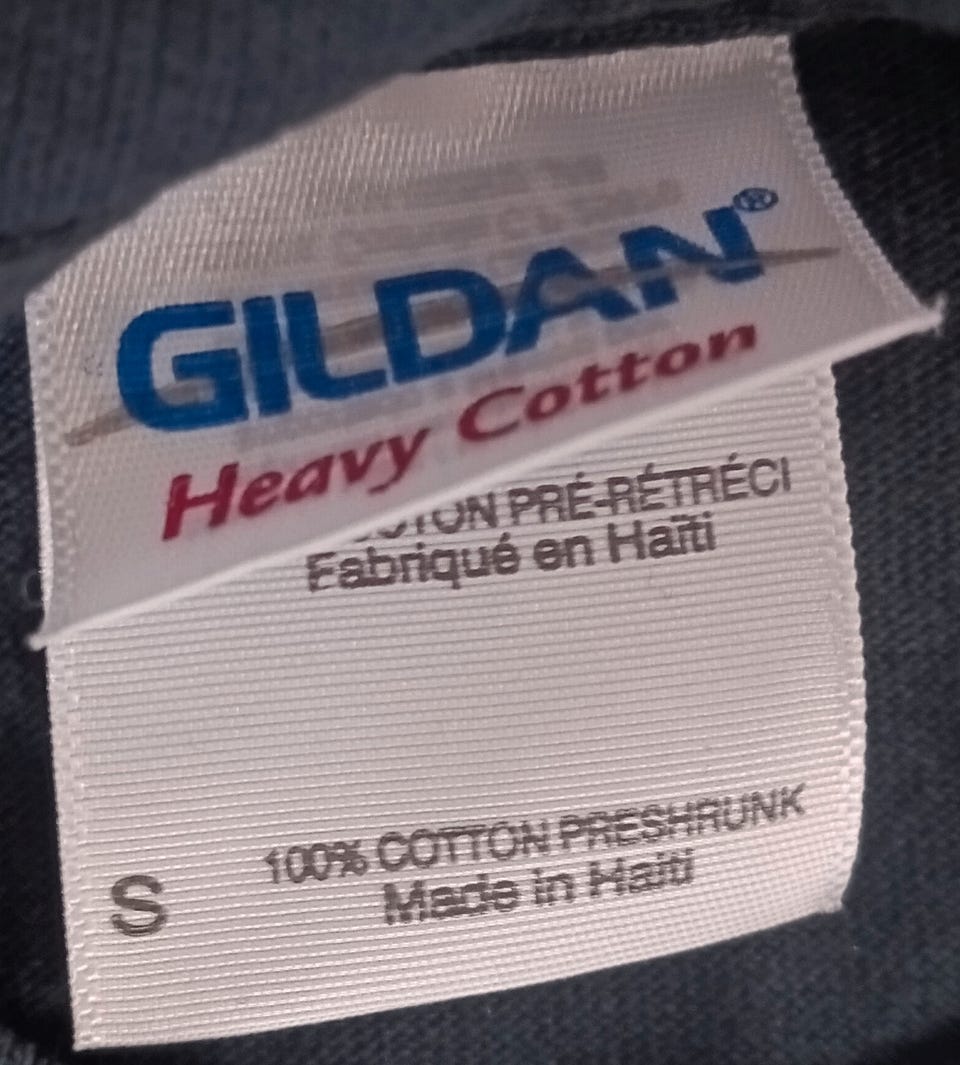 GILDAN®
Heavy Cotton
PRÉ-RÉTRÉCI
Fabriqué en Haïti
100% COTTON PRESHRUNK
Made in Haiti
S